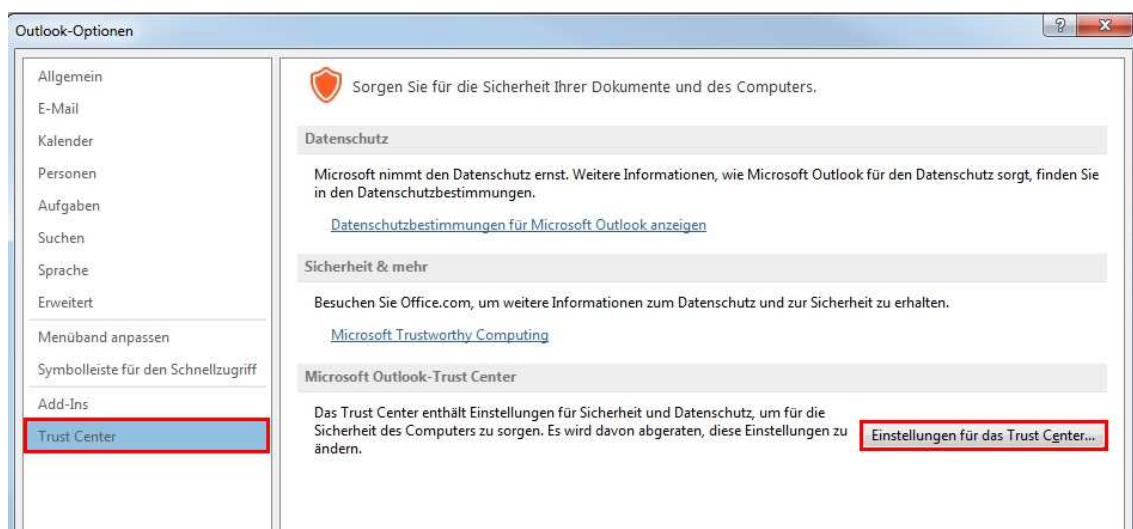 Outlook-Optionen
Allgemein
E-Mail
Kalender
Personen
Aufgaben
Suchen
Sprache
Erweitert
Menüband anpassen
Symbolleiste für den Schnellzugriff
Add-Ins
Trust Center
Sorgen Sie für die Sicherheit Ihrer Dokumente und des Computers.
Datenschutz
Microsoft nimmt den Datenschutz ernst. Weitere Informationen, wie Microsoft Outlook für den Datenschutz sorgt, finden Sie
in den Datenschutzbestimmungen.
Datenschutzbestimmungen für Microsoft Outlook anzeigen
Sicherheit & mehr
Besuchen Sie Office.com, um weitere Informationen zum Datenschutz und zur Sicherheit zu erhalten.
Microsoft Trustworthy Computing
Microsoft Outlook-Trust Center
Das Trust Center enthält Einstellungen für Sicherheit und Datenschutz, um für die
Sicherheit des Computers zu sorgen. Es wird davon abgeraten, diese Einstellungen zu
ändern.
Einstellungen für das Trust Center...